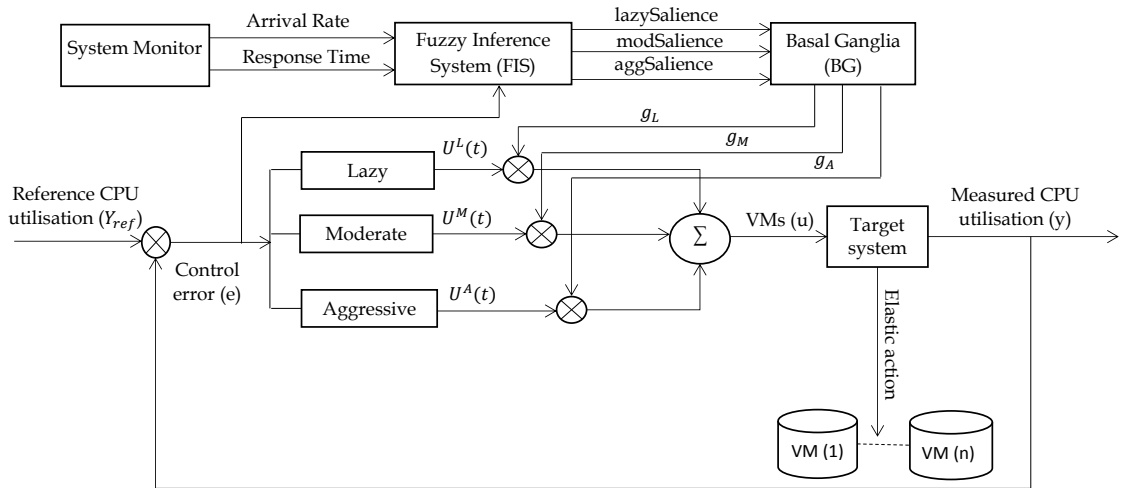 System Monitor
Arrival Rate
Response Time
Fuzzy Inference
System (FIS)
lazySalience
modSalience
aggSalience
Basal Ganglia
(BG)
g_L
g_M
g_A
Reference CPU
utilisation (Y_ref)
Control
error (e)
Lazy
U^L(t)
Moderate
U^M(t)
Aggressive
U^A(t)
Σ
VMs (u)
Target
system
Measured CPU
utilisation (y)
Elastic action
VM (1)
VM (n)